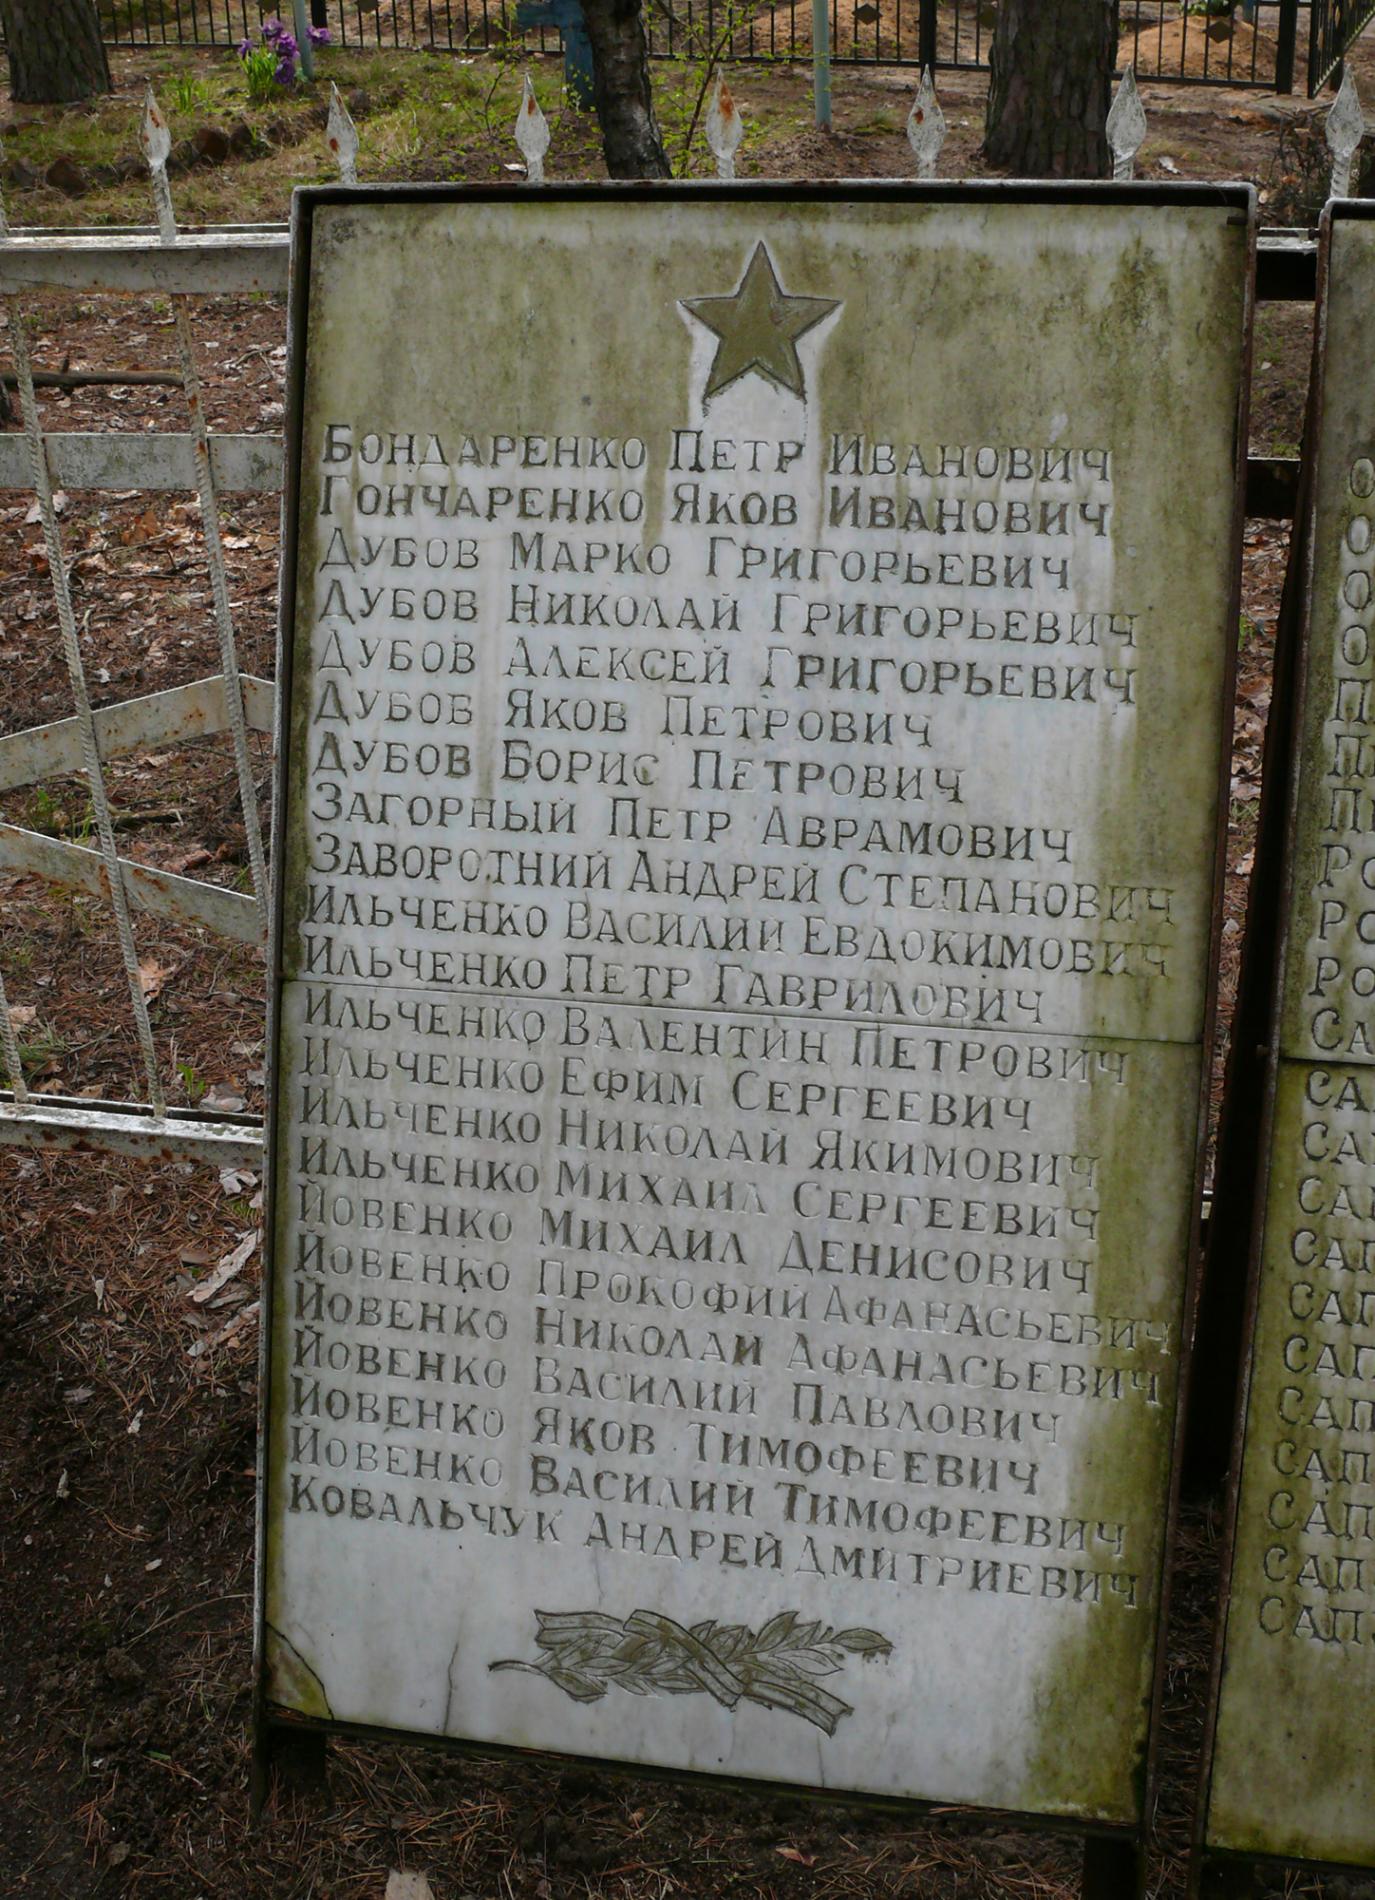 Бондаренко Петр Иванович
Гончаренко Яков Иванович
Дубов Марко Григорьевич
Дубов Николай Григорьевич
Дубов Алексей Григорьевич
Дубов Яков Петрович
Дубов Борис Петрович
Загорный Петр Аврамович
Заворотний Андрей Степанович
Ильченко Василий Евдокимович
Ильченко Петр Гаврилович
Ильченко Валентин Петрович
Ильченко Ефим Сергеевич
Ильченко Николай Якимович
Ильченко Михаил Сергеевич
Йовенко Михаил Денисович
Йовенко Прокофий Афанасьевич
Йовенко Николай Афанасьевич
Йовенко Василий Павлович
Йовенко Яков Тимофеевич
Йовенко Василий Тимофеевич
Ковальчук Андрей Дмитриевич